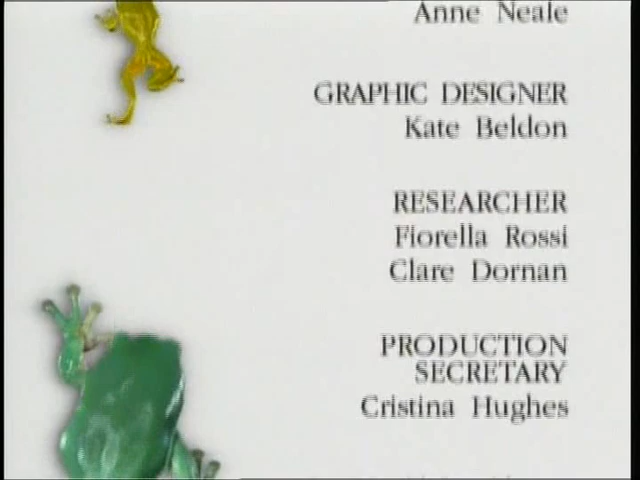 Anne Neale
GRAPHIC DESIGNER
Kate Beldon
RESEARCHER
Fiorella Rossi
Clare Dornan
PRODUCTION
SECRETARY
Cristina Hughes